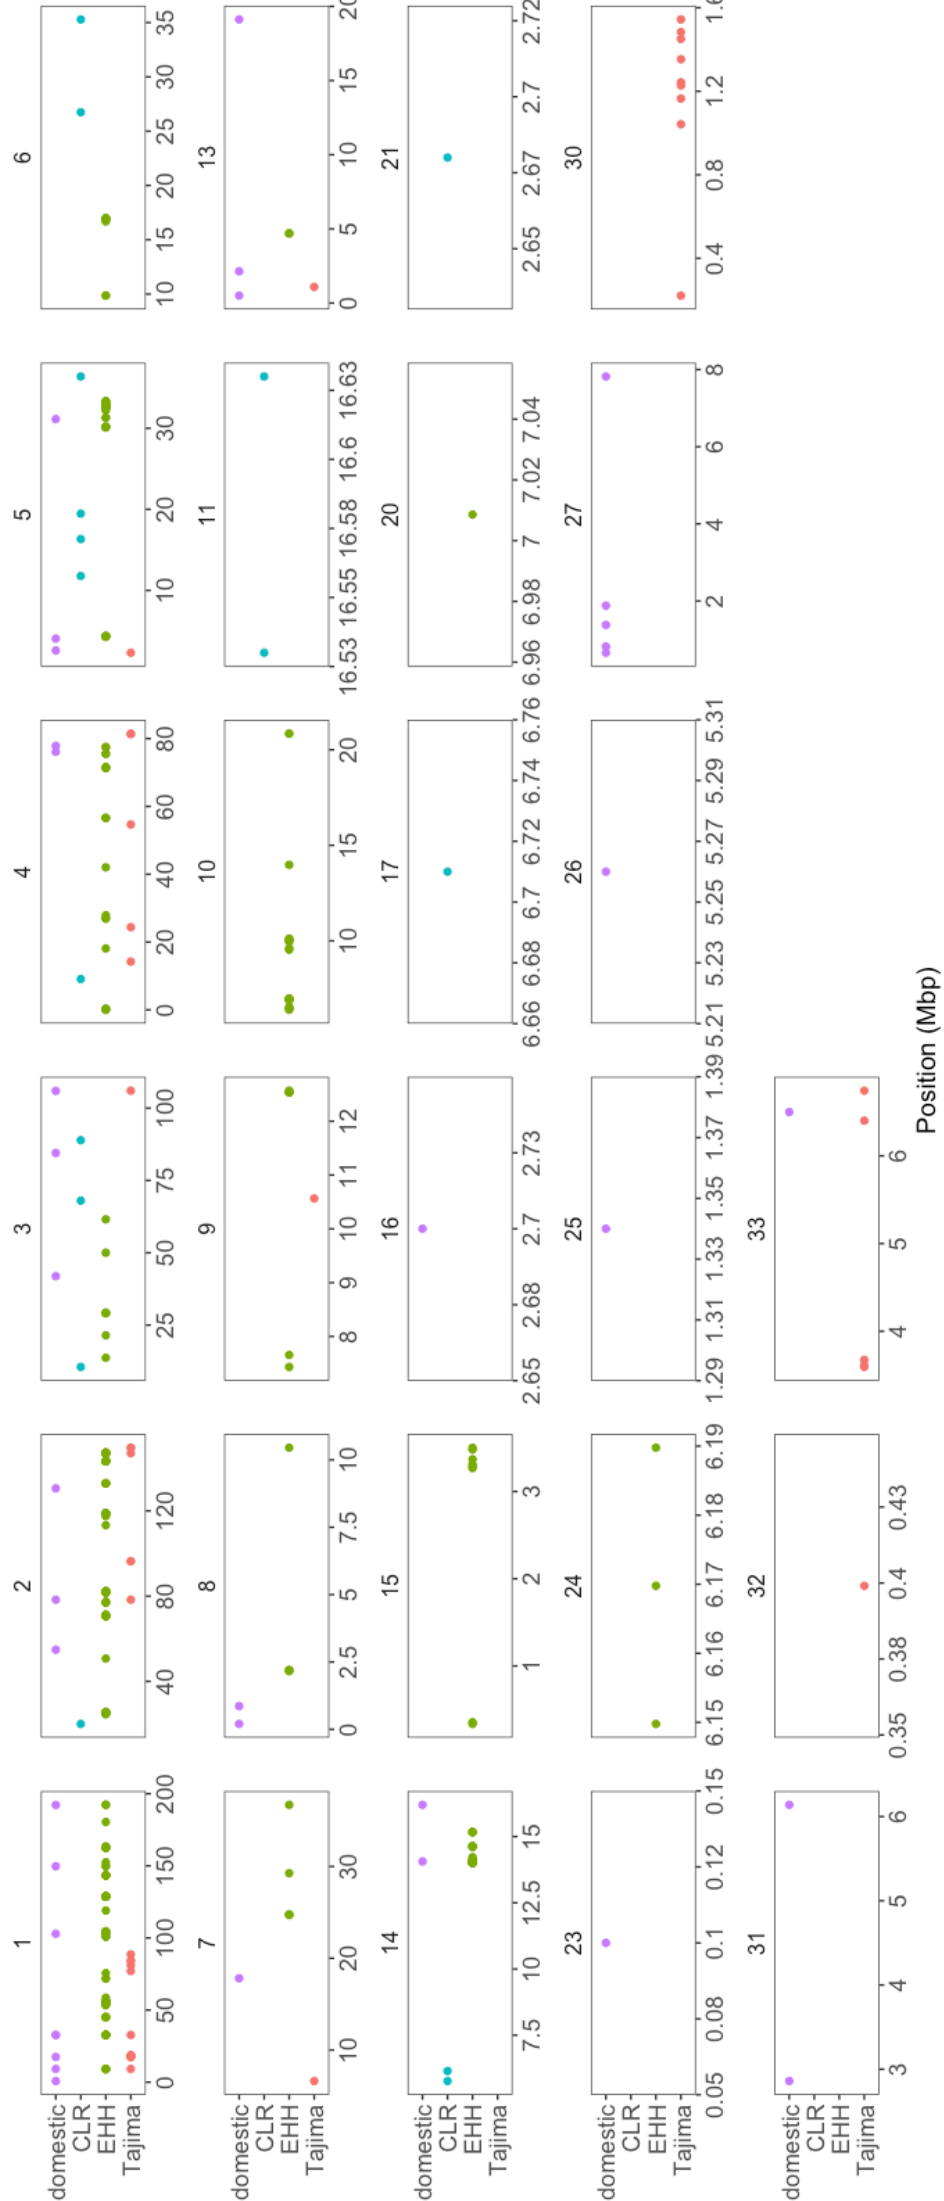 1 2 3 4 5 6
domestic
CLR
EHH
Tajima
0 50 100 150 200 40 80 120 25 50 75 100 0 20 40 60 80 10 20 30 10 15 20 25 30 35
7 8 9 10 11 13
domestic
CLR
EHH
Tajima
10 20 30 0 2.5 5 7.5 10 8 9 10 11 12 10 15 20 16.53 16.55 16.58 16.6 16.63 0 5 10 15 20
14 15 16 17 20 21
domestic
CLR
EHH
Tajima
7.5 10 12.5 15 1 2 3 2.65 2.68 2.7 2.73 6.66 6.68 6.7 6.72 6.74 6.76 6.96 6.98 7 7.02 7.04 2.65 2.67 2.7 2.72
23 24 25 26 27 30
domestic
CLR
EHH
Tajima
0.05 0.08 0.1 0.12 0.15 6.15 6.16 6.17 6.18 6.19 1.29 1.31 1.33 1.35 1.37 1.39 5.21 5.23 5.25 5.27 5.29 5.31 2 4 6 8 0.4 0.8 1.2 1.6
31 32 33
domestic
CLR
EHH
Tajima
3 4 5 6 0.35 0.38 0.4 0.43 4 5 6
Position (Mbp)